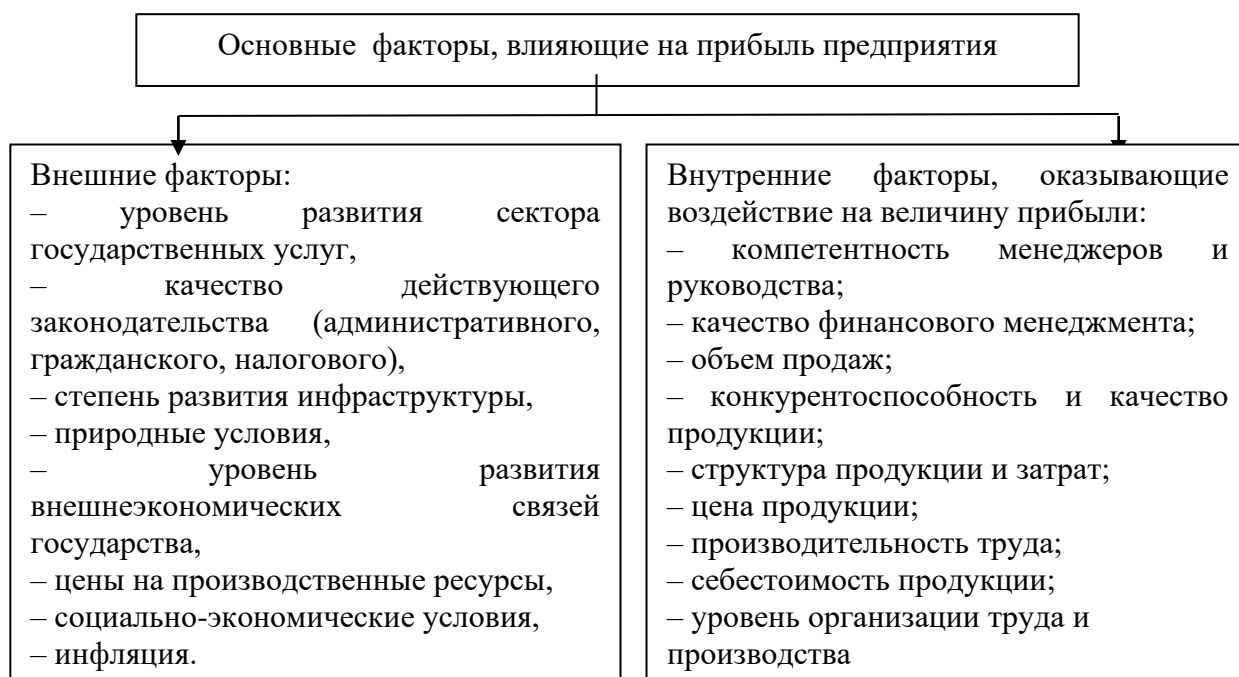 Основные факторы, влияющие на прибыль предприятия
Внешние факторы:
– уровень развития сектора
государственных услуг,
– качество действующего
законодательства (административного,
гражданского, налогового),
– степень развития инфраструктуры,
– природные условия,
– уровень развития
внешнеэкономических связей
государства,
– цены на производственные ресурсы,
– социально-экономические условия,
– инфляция.
Внутренние факторы, оказывающие
воздействие на величину прибыли:
– компетентность менеджеров и
руководства;
– качество финансового менеджмента;
– объем продаж;
– конкурентоспособность и качество
продукции;
– структура продукции и затрат;
– цена продукции;
– производительность труда;
– себестоимость продукции;
– уровень организации труда и
производства